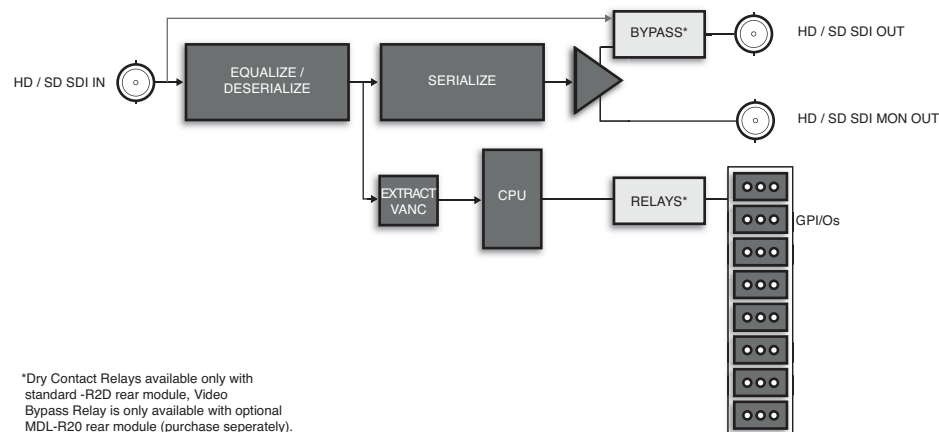 BYPASS*
HD / SD SDI OUT
HD / SD SDI IN
EQUALIZE /
DESERIALIZE
SERIALIZE
HD / SD SDI MON OUT
EXTRACT
VANC
CPU
RELAYS*
GPI/Os
*Dry Contact Relays available only with
standard -R2D rear module, Video
Bypass Relay is only available with optional
MDL-R20 rear module (purchase seperately).